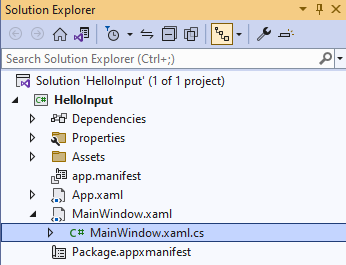 Solution Explorer
Search Solution Explorer (Ctrl+;)
Solution 'HelloInput' (1 of 1 project)
C# HelloInput
Dependencies
Properties
Assets
app.manifest
App.xaml
MainWindow.xaml
C# MainWindow.xaml.cs
Package.appxmanifest